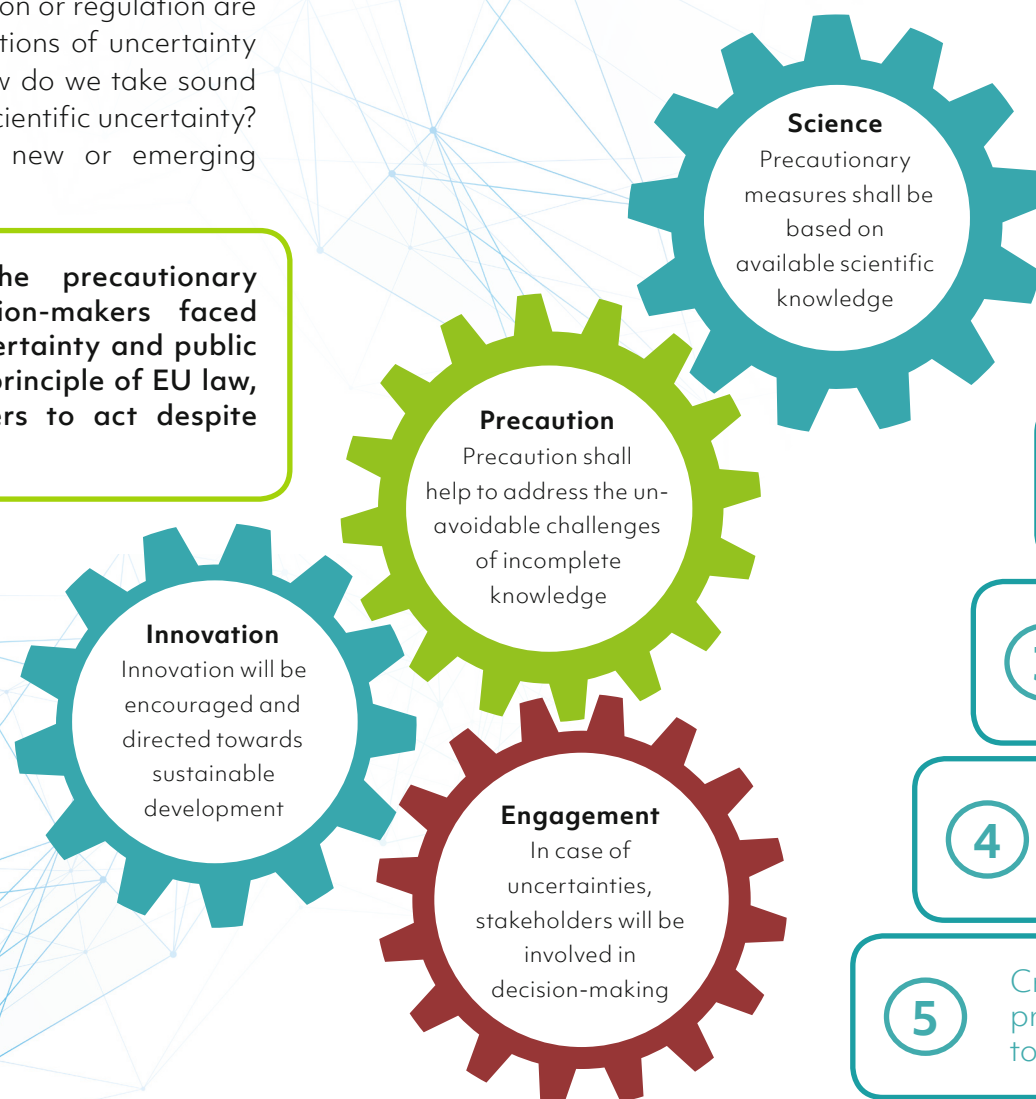 on or regulation are
tions of uncertainty
do we take sound
scientific uncertainty?
new or emerging
he precautionary
ion-makers faced
ertainty and public
principle of EU law,
ers to act despite
Science
Precautionary
measures shall be
based on
available scientific
knowledge
Precaution
Precaution shall
help to address the un-
avoidable challenges
of incomplete
knowledge
Innovation
Innovation will be
encouraged and
directed towards
sustainable
development
Engagement
In case of
uncertainties,
stakeholders will be
involved in
decision-making
4
5
to